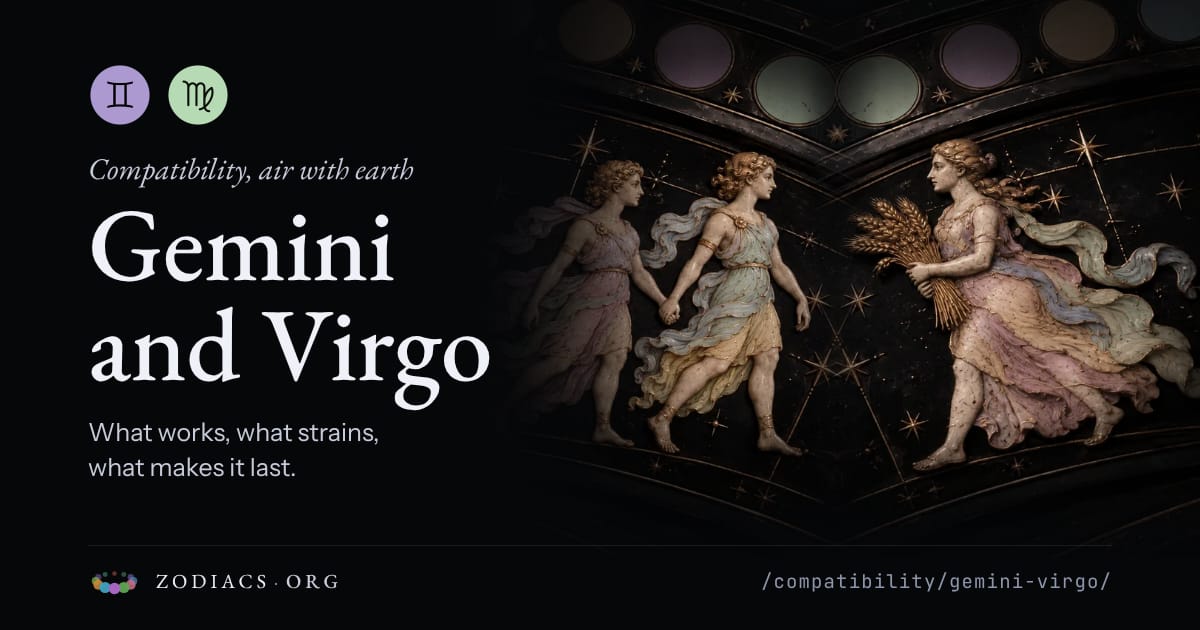 Compatibility, air with earth
Gemini
and Virgo
What works, what strains,
what makes it last.
ZODIACS · ORG
/compatibility/gemini-virgo/